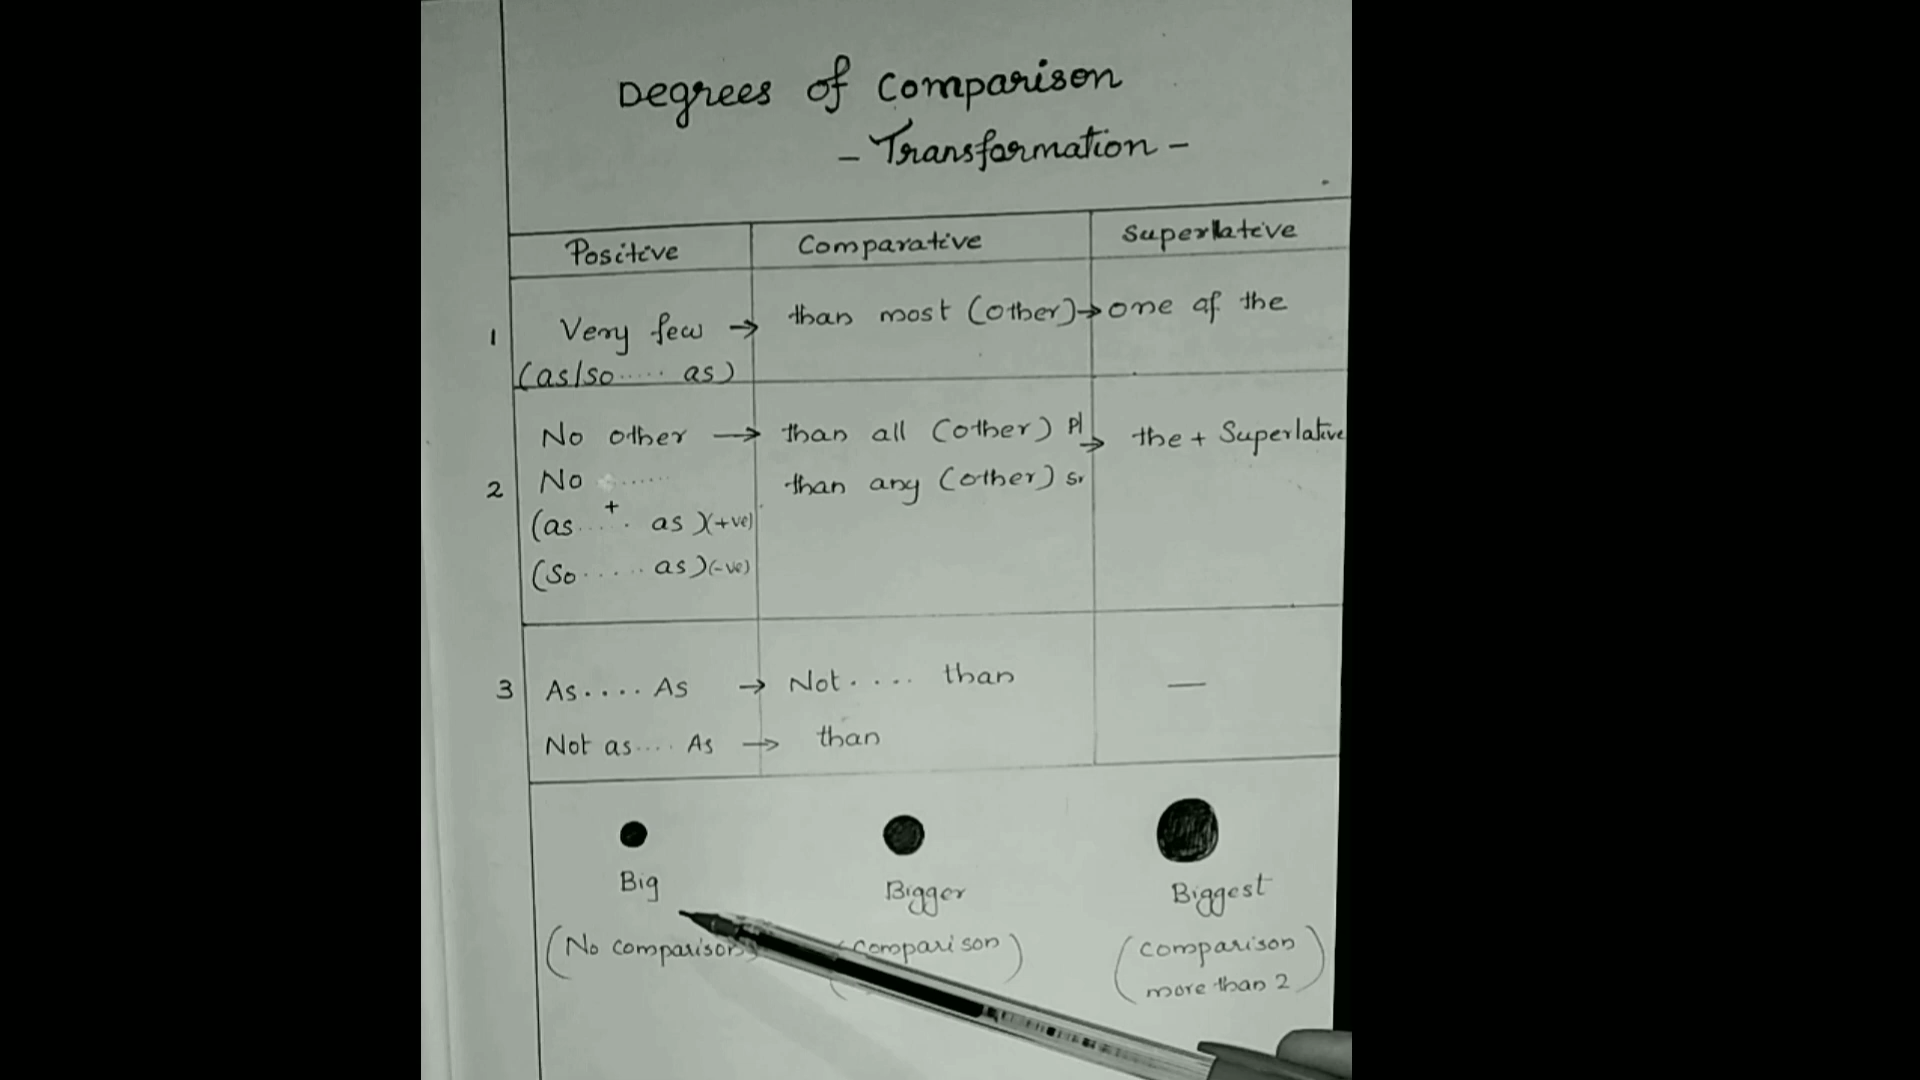 Degrees of Comparison
- Transformation -
Positive Comparative Superlative
1 Very few → than most (other) → one of the
(as/so ..... as)
No other → than all (other) Pl → the + Superlative
2 No ....... than any (other) Sr
(as ..+.. as) (+ve)
(So ...... as) (-ve)
3 As .... As → Not .... than —
Not as .... As → than
Big Bigger Biggest
(No comparison) (comparison) (comparison
more than 2)